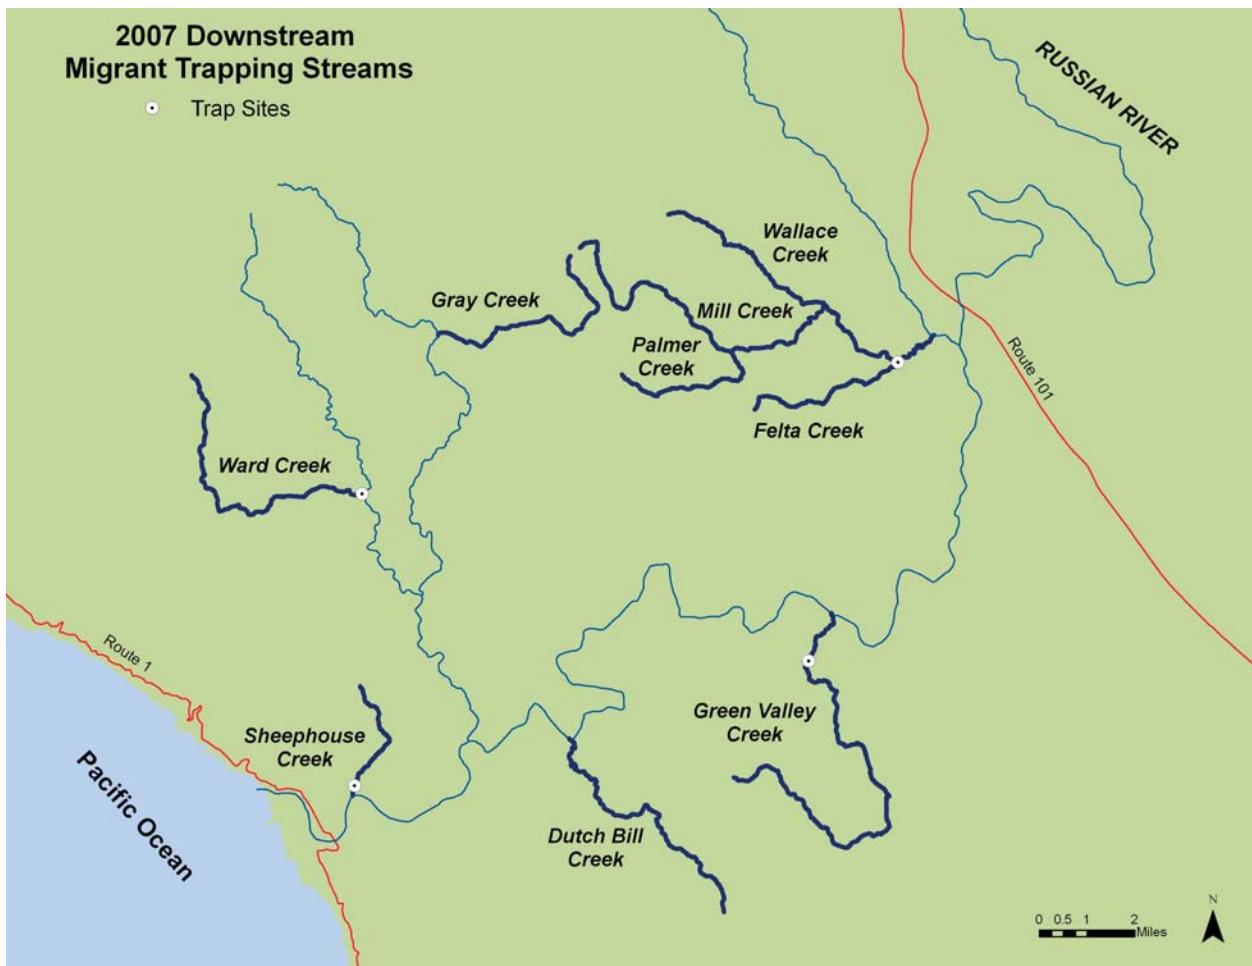 2007 Downstream
Migrant Trapping Streams
Trap Sites
RUSSIAN RIVER
Wallace
Creek
Gray Creek
Mill Creek
Palmer
Creek
Route 101
Felta Creek
Ward Creek
Route 1
Green Valley
Creek
Sheephouse
Creek
Pacific Ocean
Dutch Bill
Creek
N
0 0.5 1 2
Miles